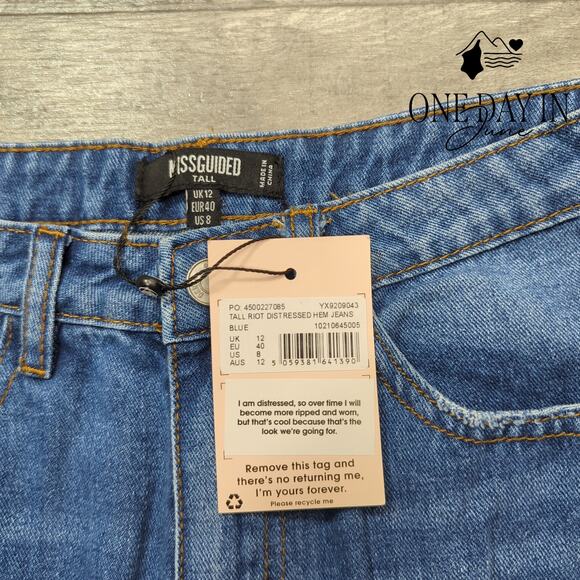 ONE DAY IN
June
MISSGUIDED
TALL
MADE IN
CHINA
UK 12
EUR 40
US 8
PO: 4500227085 YX9209043
TALL RIOT DISTRESSED HEM JEANS
BLUE 10210645005
UK 12
EU 40
US 8
AUS 12
5 059381 641390
I am distressed, so over time I will
become more ripped and worn,
but that's cool because that's the
look we're going for.
Remove this tag and
there's no returning me,
I'm yours forever.
Please recycle me